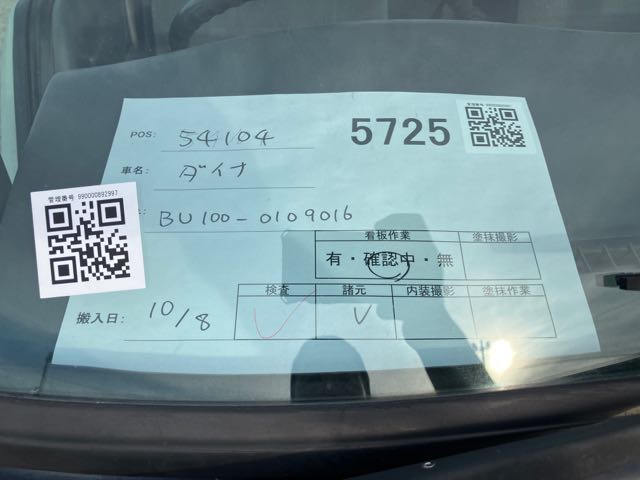 POS: 54104
5725
車名: ダイナ
管理番号 990000892997
: BU100-0109016
看板作業 塗抹撮影
有・確認中・無
検査 諸元 内装撮影 塗抹作業
搬入日: 10/8